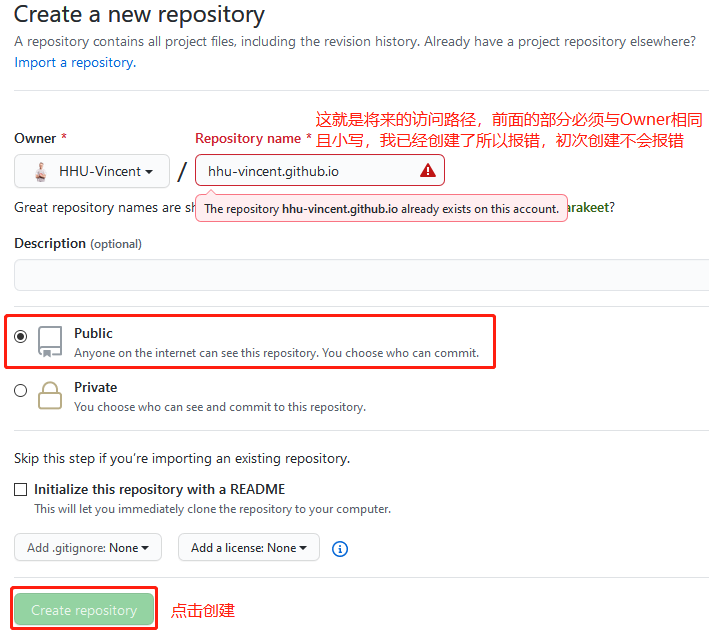 Create a new repository
A repository contains all project files, including the revision history. Already have a project repository elsewhere?
Import a repository.
这就是将来的访问路径，前面的部分必须与Owner相同
且小写，我已经创建了所以报错，初次创建不会报错
Owner *
Repository name *
HHU-Vincent
/
hhu-vincent.github.io
Great repository names are sh
arakeet?
The repository hhu-vincent.github.io already exists on this account.
Description (optional)
Public
Anyone on the internet can see this repository. You choose who can commit.
Private
You choose who can see and commit to this repository.
Skip this step if you're importing an existing repository.
Initialize this repository with a README
This will let you immediately clone the repository to your computer.
Add .gitignore: None
Add a license: None
Create repository
点击创建